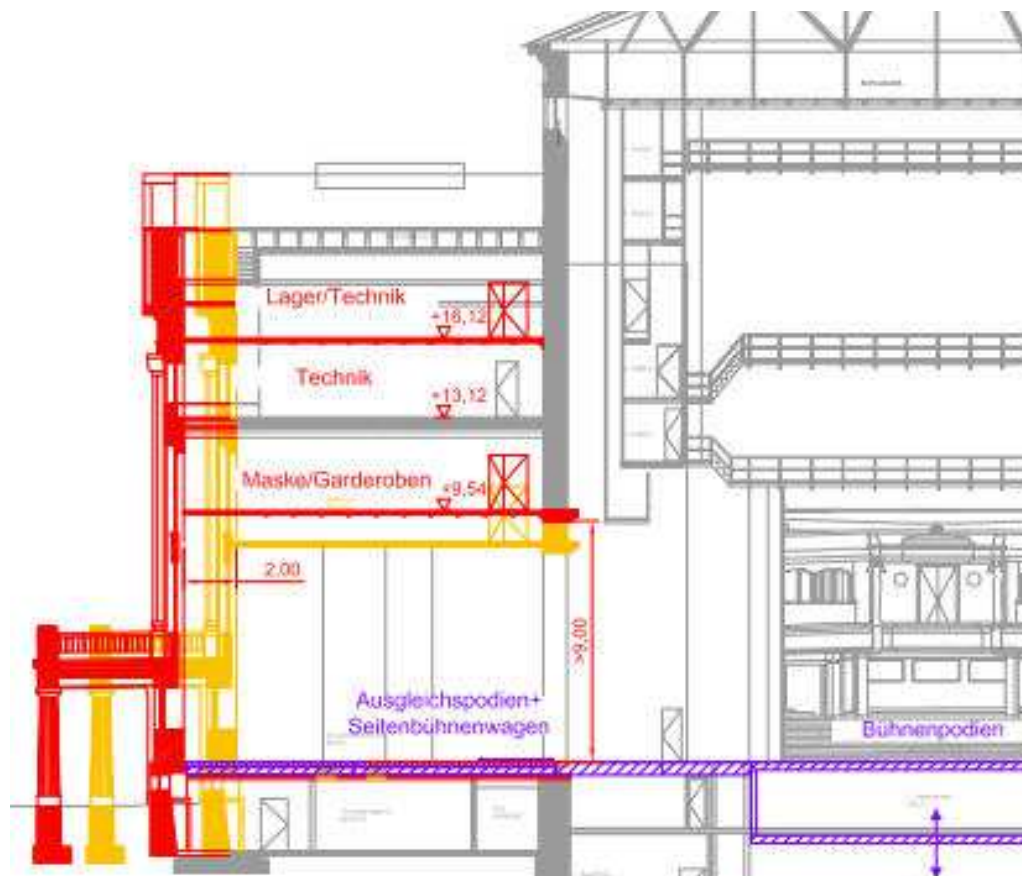 Lager/Technik
+16,12
Technik
+13,12
Maske/Garderoben
+9,54
2.00
>9,00
Ausgleichspodien+
Seitenbühnenwagen
Bühnenpodien